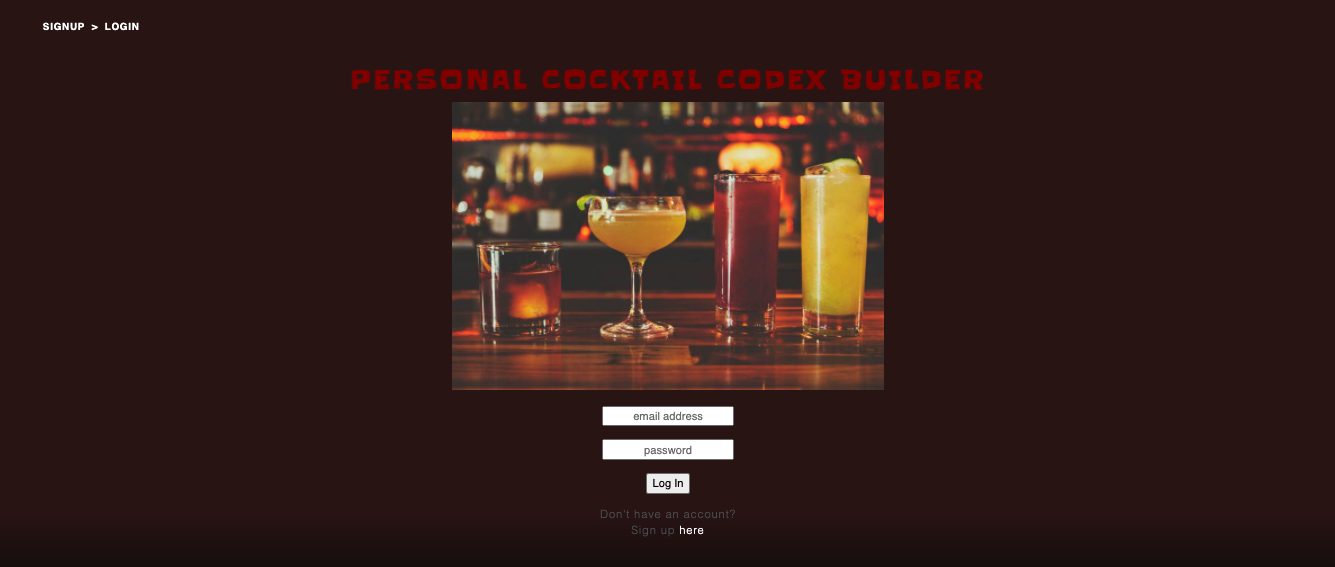 SIGNUP > LOGIN
PERSONAL COCKTAIL CODEX BUILDER
email address
password
Log In
Don't have an account?
Sign up here